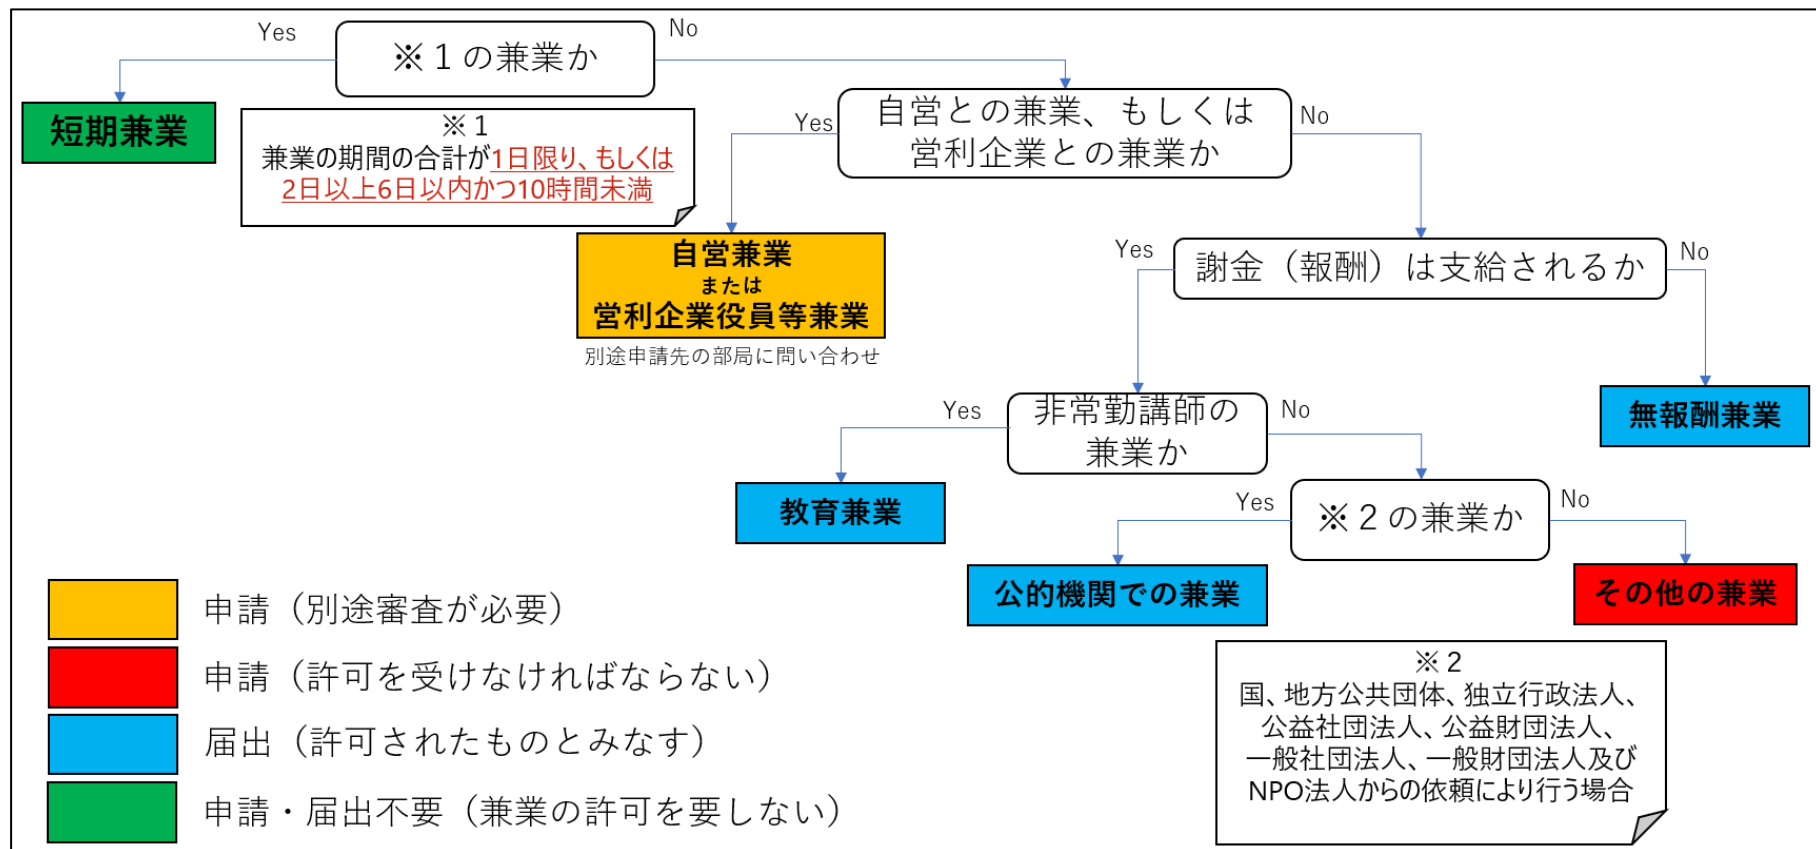 Yes
※１の兼業か
No
短期兼業
※１
兼業の期間の合計が1日限り、もしくは
2日以上6日以内かつ10時間未満
Yes
自営との兼業、もしくは
営利企業との兼業か
No
自営兼業
または
営利企業役員等兼業
別途申請先の部局に問い合わせ
Yes
謝金（報酬）は支給されるか
No
無報酬兼業
Yes
非常勤講師の
兼業か
No
教育兼業
Yes
※２の兼業か
No
公的機関での兼業
その他の兼業
※２
国、地方公共団体、独立行政法人、
公益社団法人、公益財団法人、
一般社団法人、一般財団法人及び
NPO法人からの依頼により行う場合
申請（別途審査が必要）
申請（許可を受けなければならない）
届出（許可されたものとみなす）
申請・届出不要（兼業の許可を要しない）